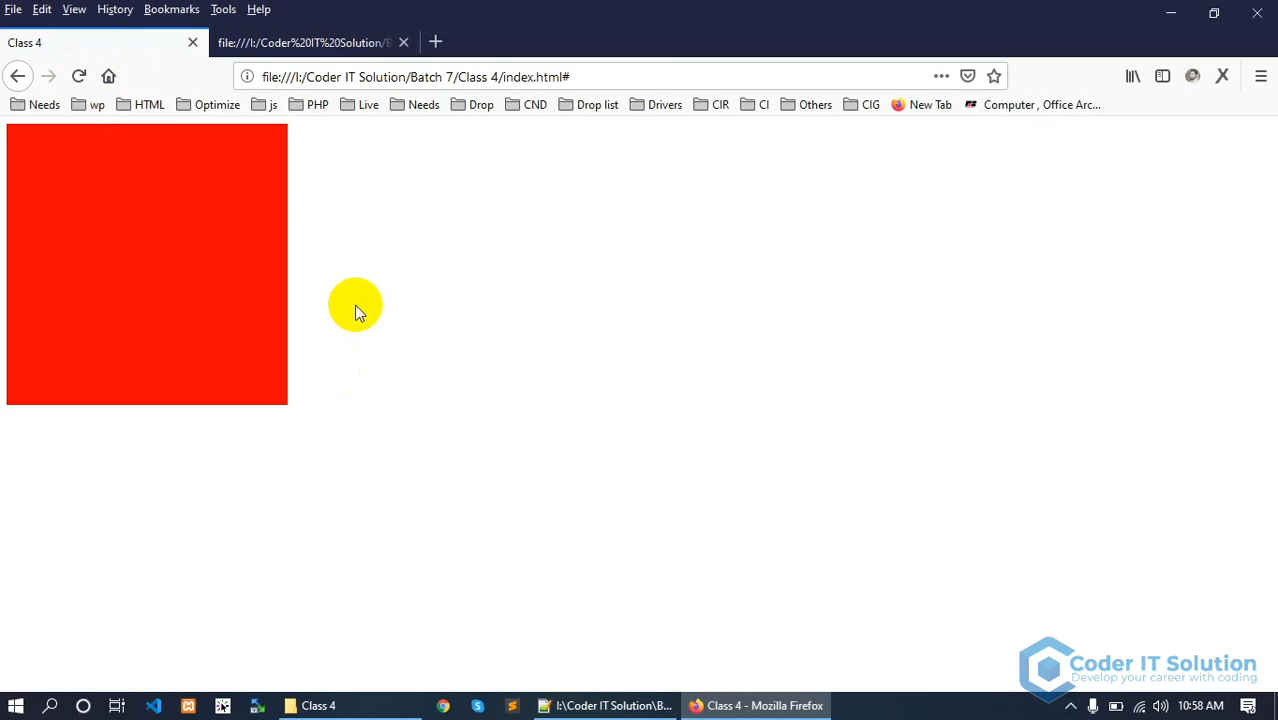 File Edit View History Bookmarks Tools Help
Class 4
file:///I:/Coder%20IT%20Solution/B
file:///I:/Coder IT Solution/Batch 7/Class 4/index.html#
Needs wp HTML Optimize js PHP Live Needs Drop CND Drop list Drivers CIR CI Others CIG New Tab Computer , Office Arc...
Coder IT Solution
Develop your career with coding
Class 4
I:\Coder IT Solution\B...
Class 4 - Mozilla Firefox
10:58 AM